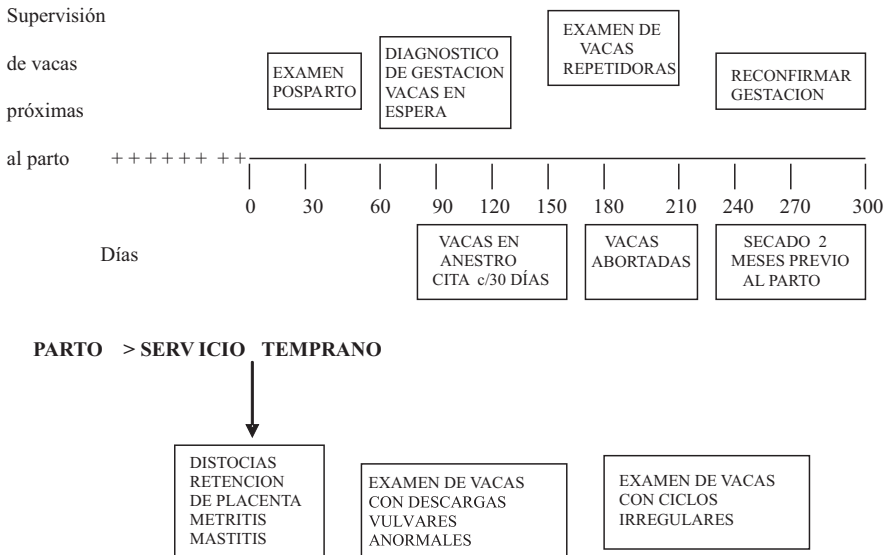 Supervisión
de vacas
próximas
al parto
+ + + + + + + +
EXAMEN
POSPARTO
DIAGNOSTICO
DE GESTACION
VACAS EN
ESPERA
EXAMEN DE
VACAS
REPETIDORAS
RECONFIRMAR
GESTACION
0 30 60 90 120 150 180 210 240 270 300
Días
VACAS EN
ANESTRO
CITA c/30 DÍAS
VACAS
ABORTADAS
SECADO 2
MESES PREVIO
AL PARTO
PARTO > SERV ICIO TEMPRANO
DISTOCIAS
RETENCION
DE PLACENTA
METRITIS
MASTITIS
EXAMEN DE VACAS
CON DESCARGAS
VULVARES
ANORMALES
EXAMEN DE VACAS
CON CICLOS
IRREGULARES